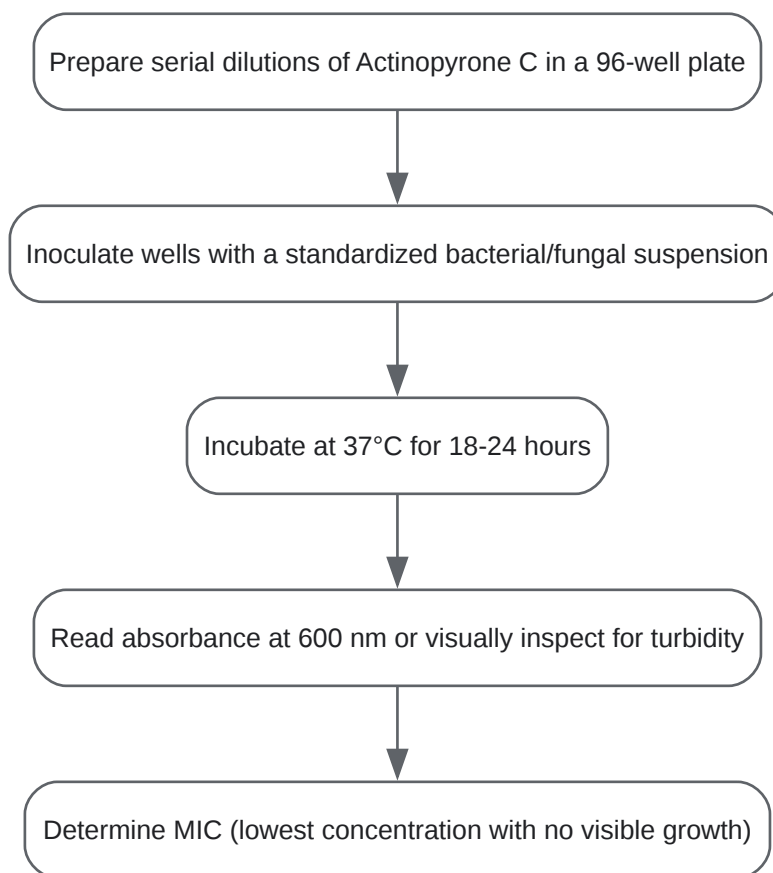 Prepare serial dilutions of Actinopyrone C in a 96-well plate
Inoculate wells with a standardized bacterial/fungal suspension
Incubate at 37°C for 18-24 hours
Read absorbance at 600 nm or visually inspect for turbidity
Determine MIC (lowest concentration with no visible growth)